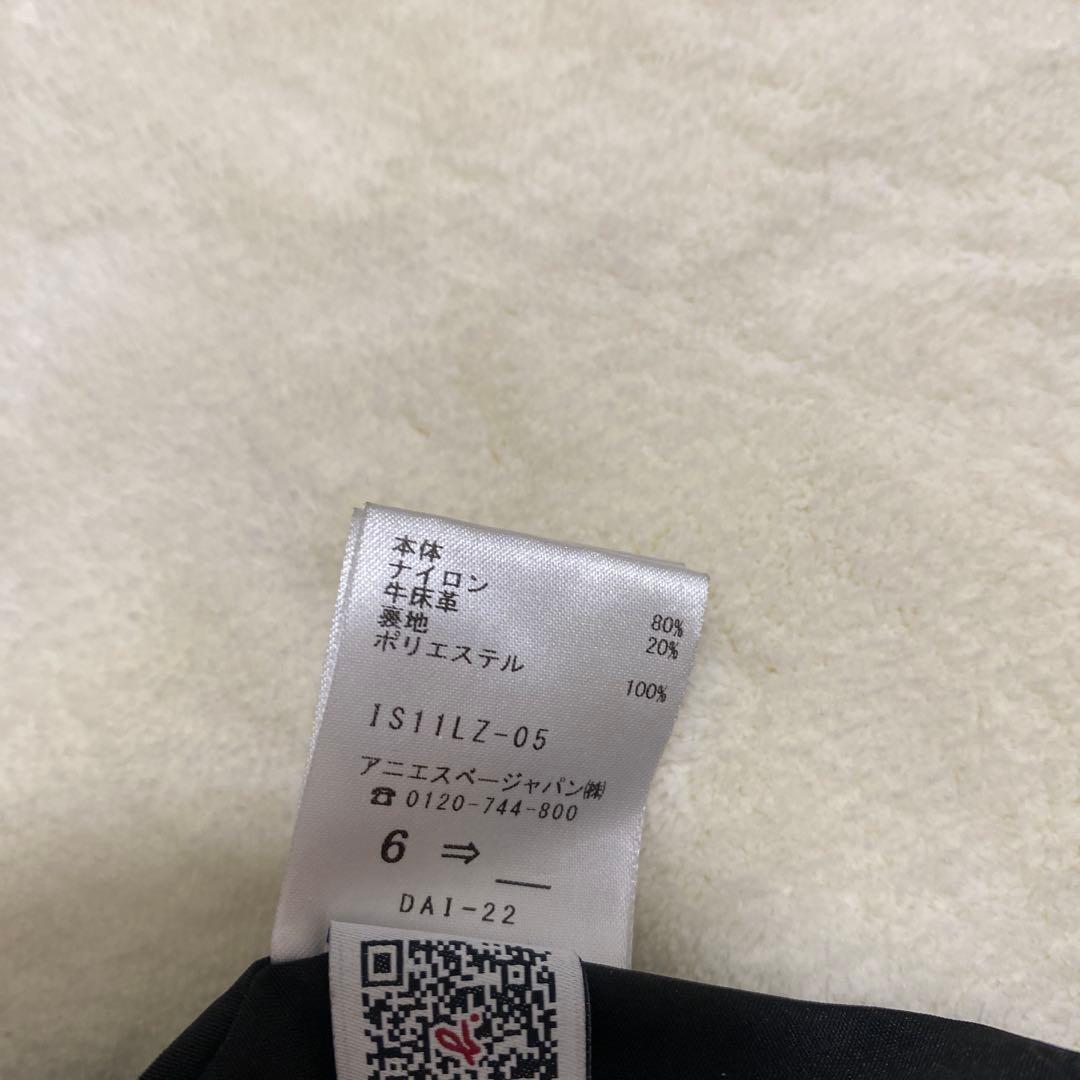 本体
ナイロン 80%
牛床革 20%
裏地
ポリエステル 100%
IS11LZ-05
アニエスベージャパン㈱
☎0120-744-800
6 ⇒ __
DAI-22
b.